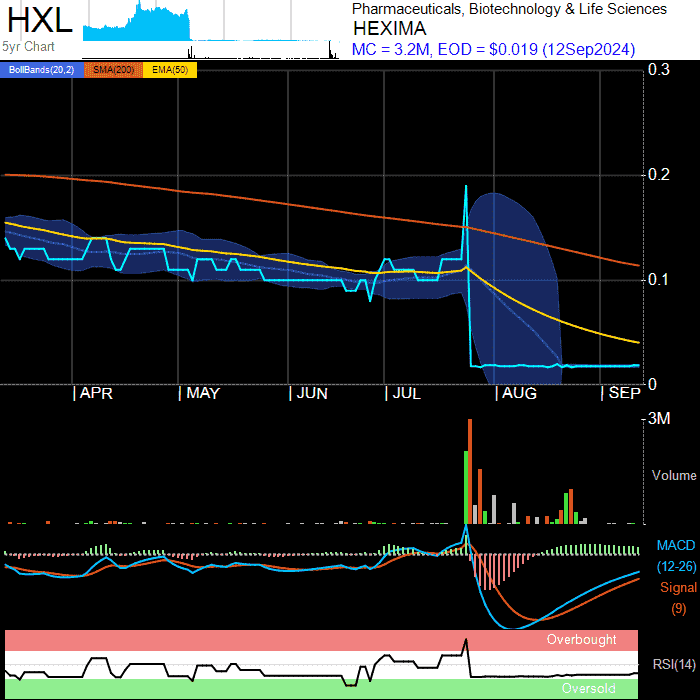 HXL
5yr Chart
Pharmaceuticals, Biotechnology & Life Sciences
HEXIMA
MC = 3.2M, EOD = $0.019 (12Sep2024)
BollBands(20,2) SMA(200) EMA(50)
0.3
0.2
0.1
0
APR MAY JUN JUL AUG SEP
3M
Volume
MACD
(12-26)
Signal
(9)
Overbought
RSI(14)
Oversold